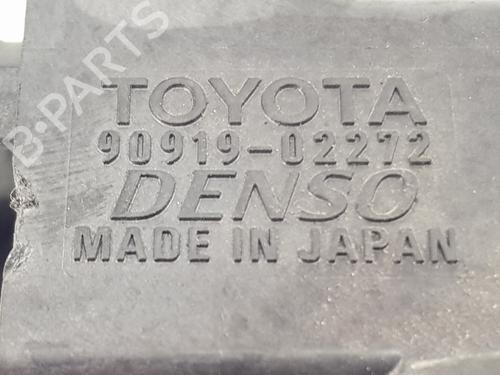 B-PARTS
TOYOTA
90919-02272
DENSO
MADE IN JAPAN